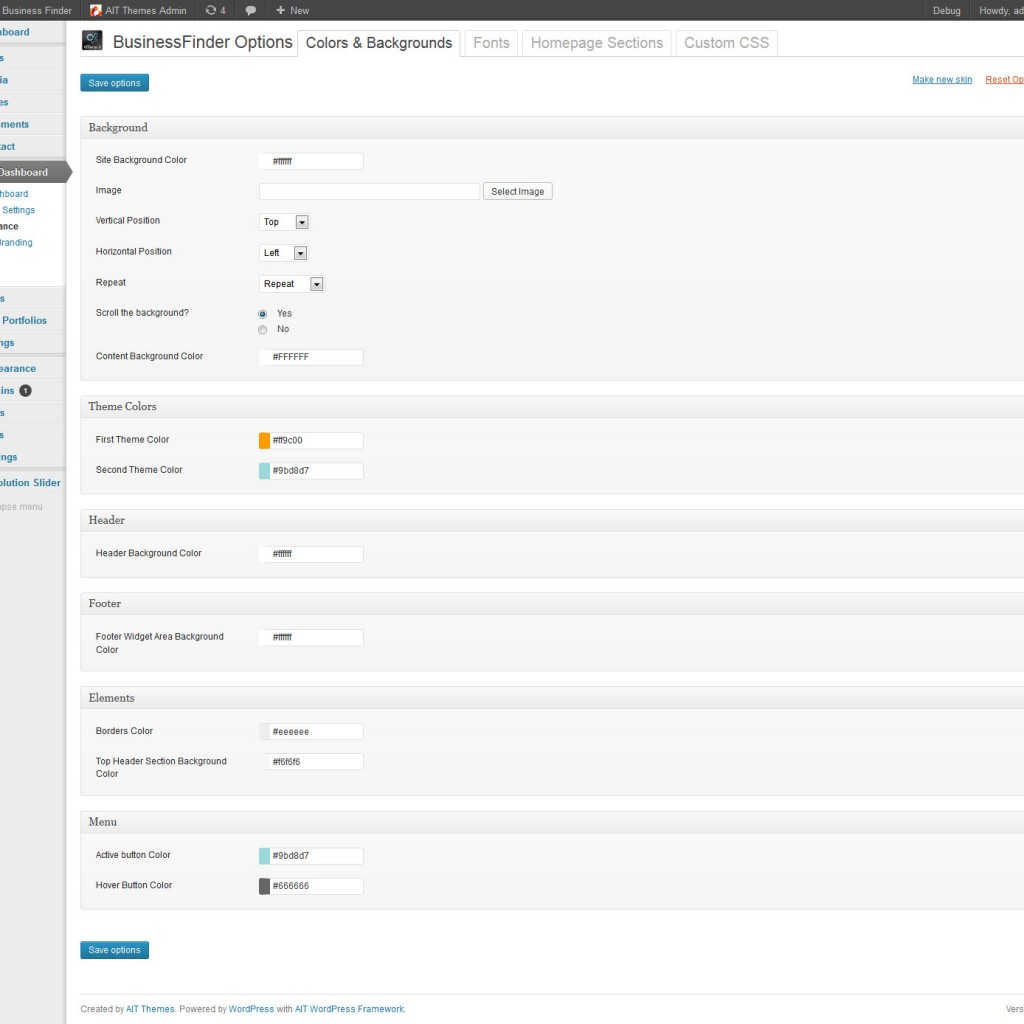 Business Finder AIT Themes Admin 4 New Debug Howdy, ad
BusinessFinder Options Colors & Backgrounds Fonts Homepage Sections Custom CSS
Save options Make new skin Reset Op
board
s
ia
es
ments
tact
Dashboard
hboard
Settings
ance
Branding
s
Portfolios
ngs
earance
ins 1
s
s
ings
olution Slider
apse menu
Background
Site Background Color #ffffff
Image Select Image
Vertical Position Top
Horizontal Position Left
Repeat Repeat
Scroll the background? Yes
No
Content Background Color #FFFFFF
Theme Colors
First Theme Color #ff9c00
Second Theme Color #9bd8d7
Header
Header Background Color #ffffff
Footer
Footer Widget Area Background #ffffff
Color
Elements
Borders Color #eeeeee
Top Header Section Background #f6f6f6
Color
Menu
Active button Color #9bd8d7
Hover Button Color #666666
Save options
Created by AIT Themes. Powered by WordPress with AIT WordPress Framework. Vers